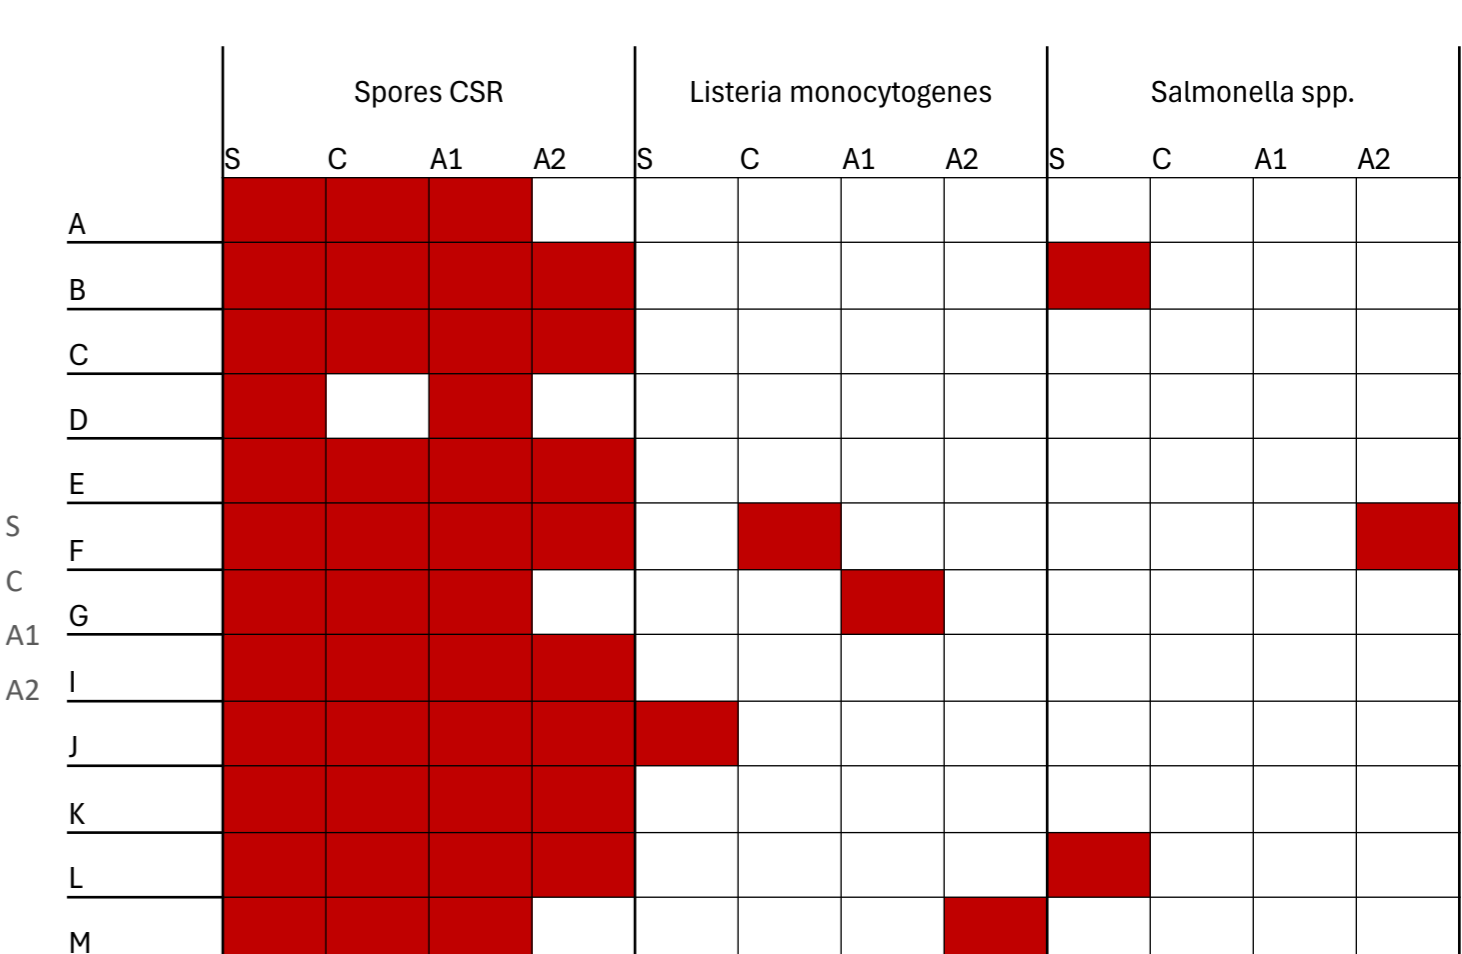 Spores CSR Listeria monocytogenes Salmonella spp.
S C A1 A2 S C A1 A2 S C A1 A2
A
B
C
D
E
S
F
C
G
A1
I
A2
J
K
L
M